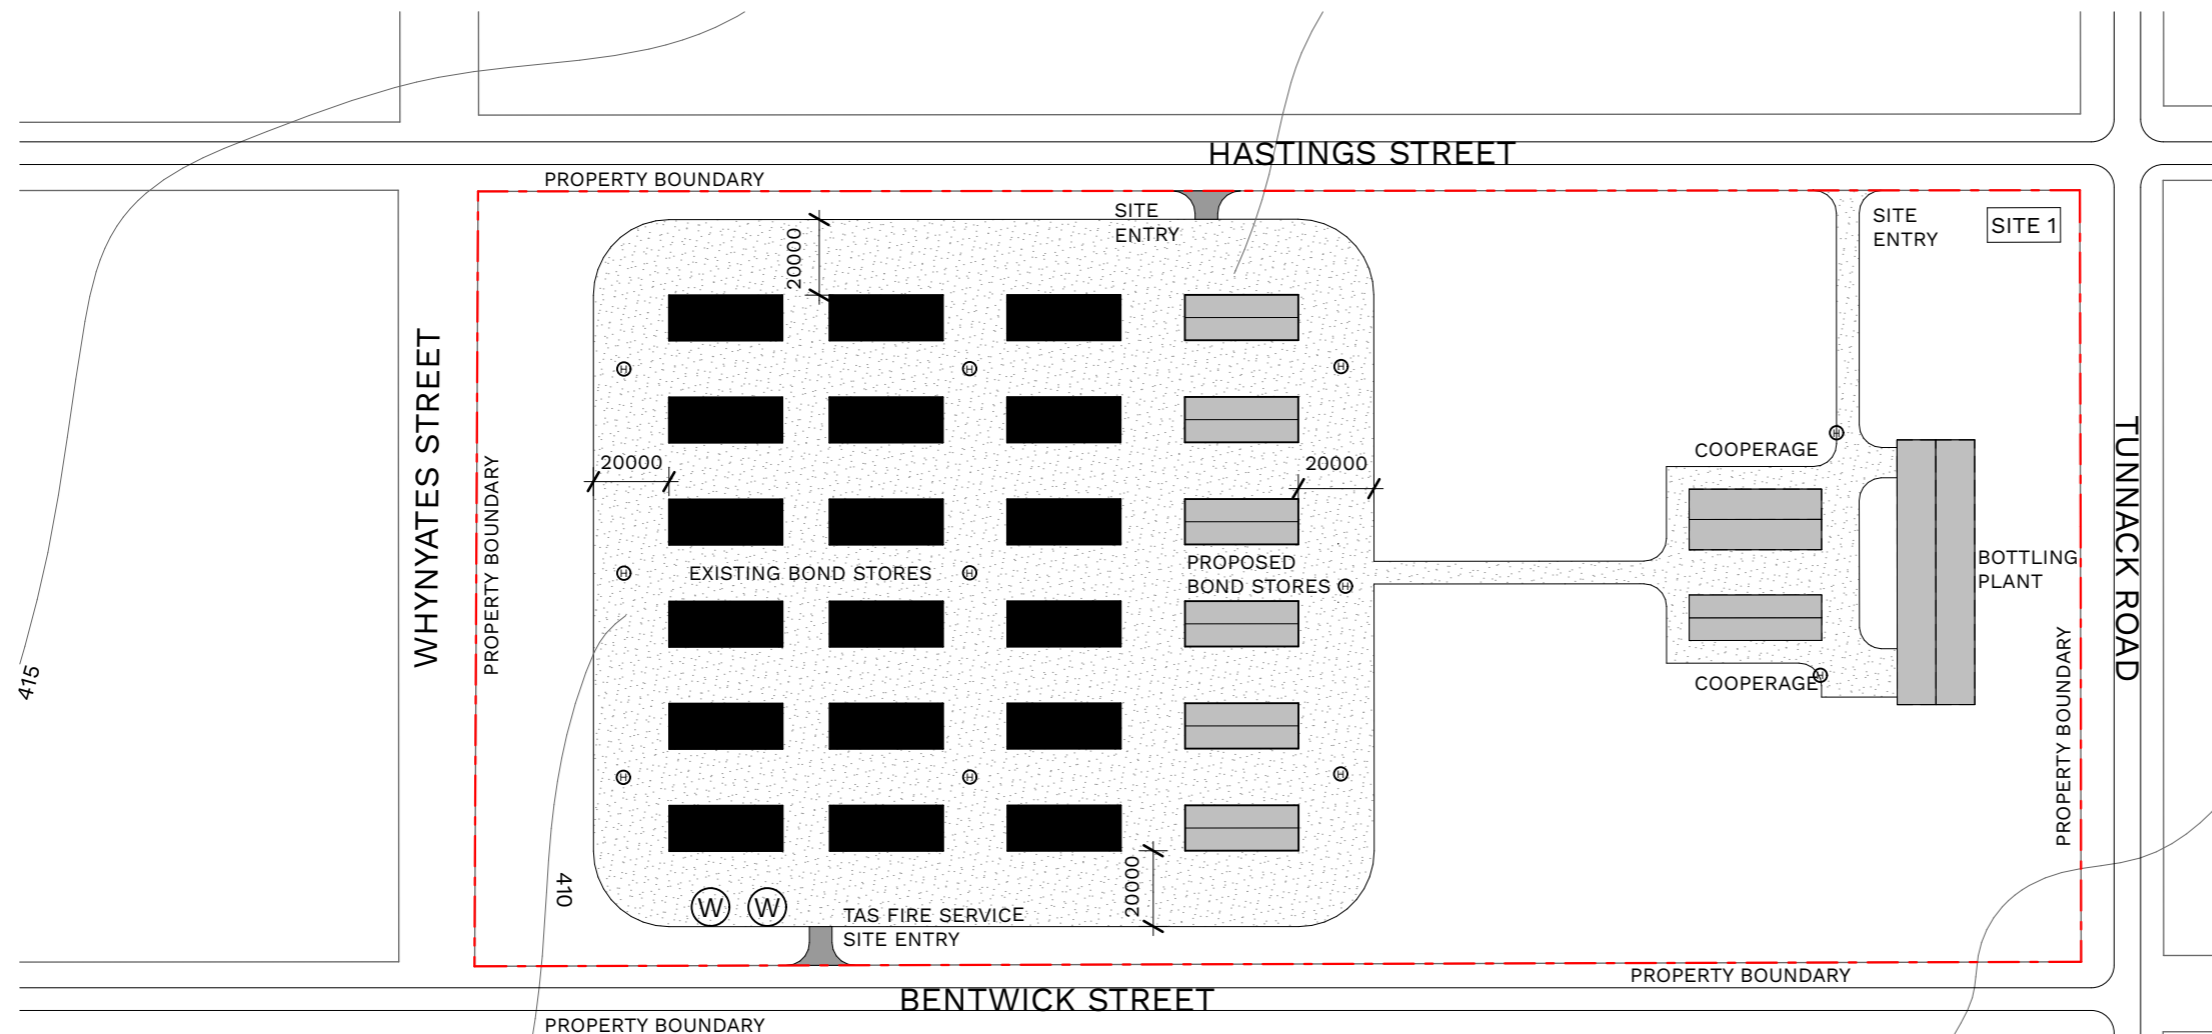 HASTINGS STREET
PROPERTY BOUNDARY
SITE
ENTRY
SITE
ENTRY
SITE 1
20000
WHYNYATES STREET
PROPERTY BOUNDARY
20000
20000
H
H
H
H
COOPERAGE
TUNNACK ROAD
EXISTING BOND STORES
PROPOSED
BOND STORES
H
H
H
BOTTLING
PLANT
415
COOPERAGE
H
PROPERTY BOUNDARY
H
H
H
410
20000
W
W
TAS FIRE SERVICE
SITE ENTRY
PROPERTY BOUNDARY
BENTWICK STREET
PROPERTY BOUNDARY